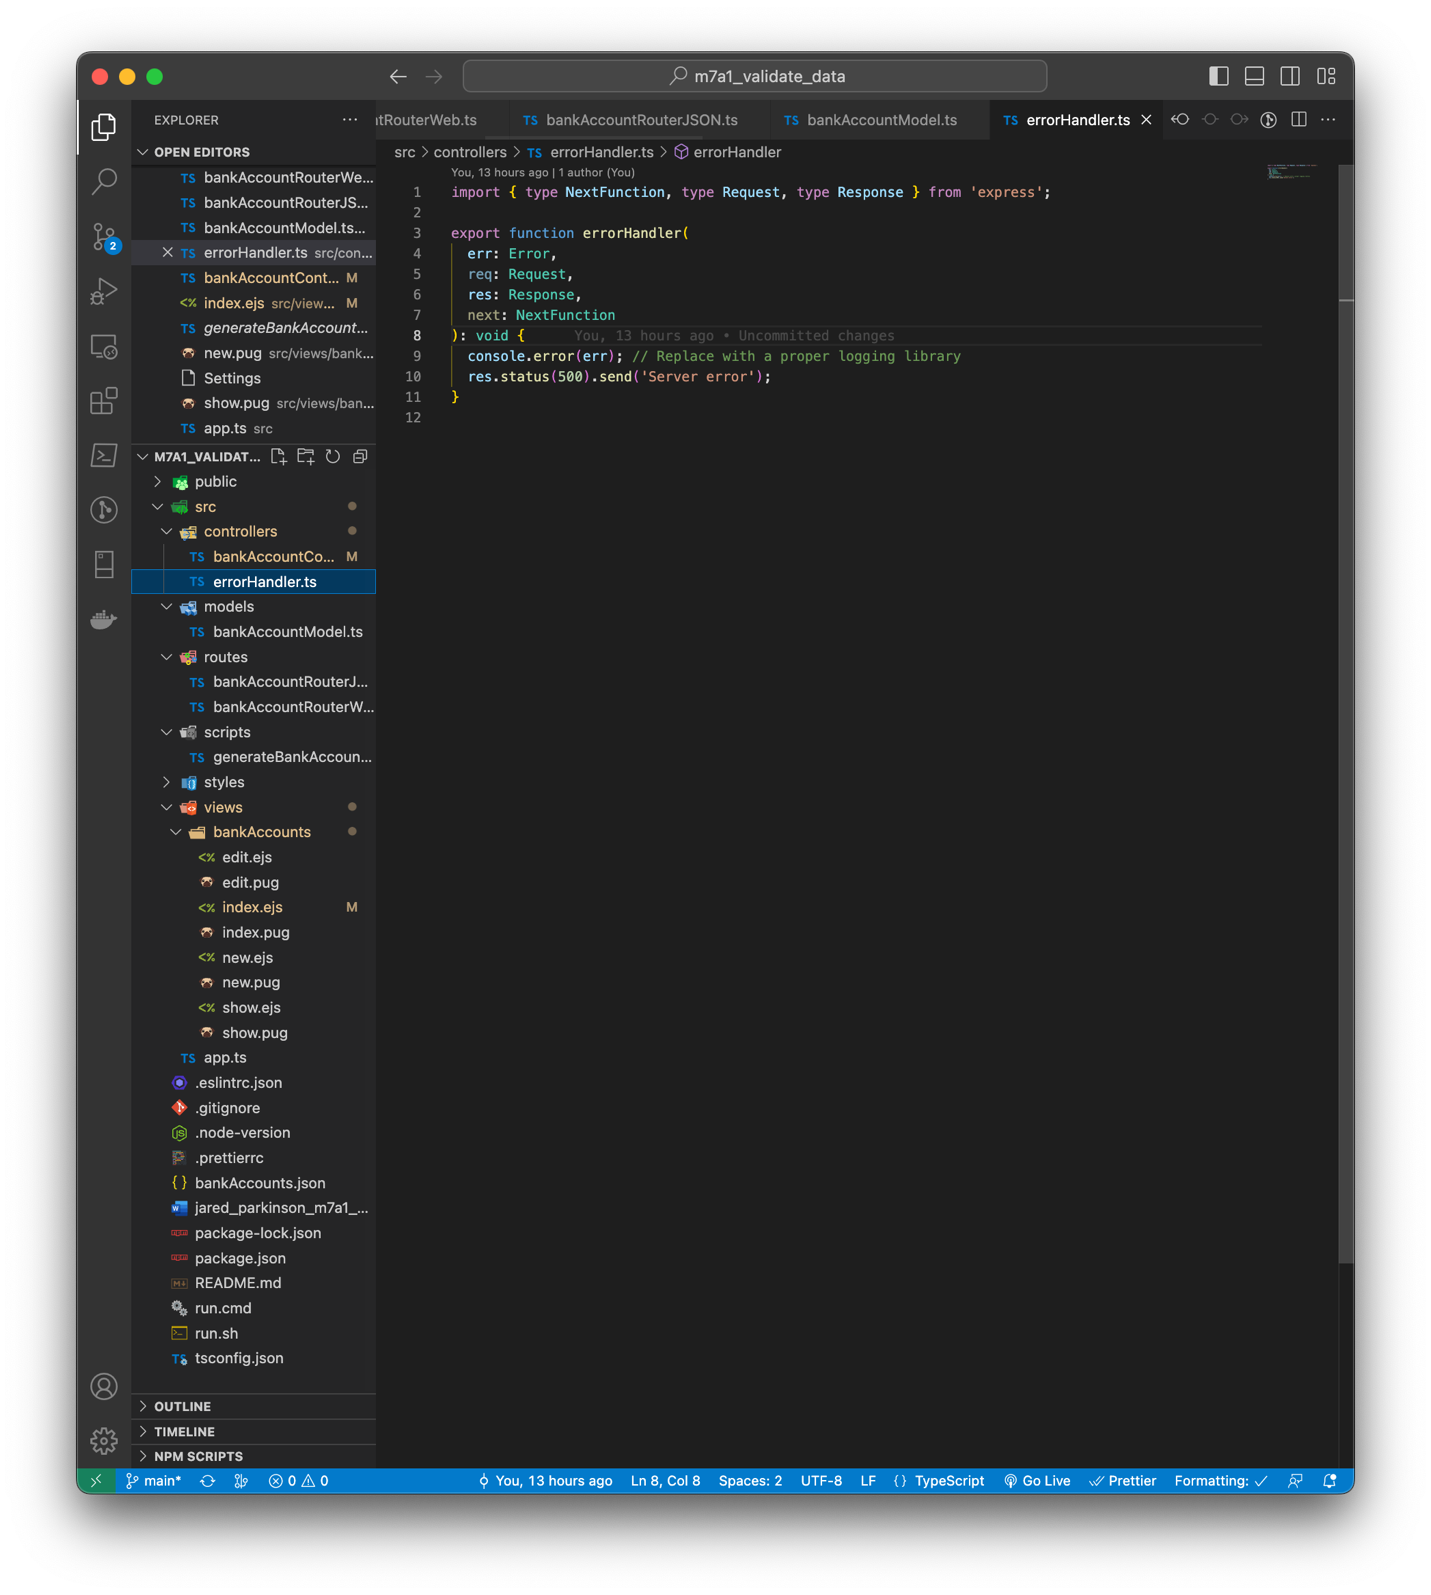 m7a1_validate_data
EXPLORER
tRouterWeb.ts
TS bankAccountRouterJSON.ts
TS bankAccountModel.ts
TS errorHandler.ts
OPEN EDITORS
src > controllers > TS errorHandler.ts > errorHandler
TS bankAccountRouterWe...
TS bankAccountRouterJS...
TS bankAccountModel.ts...
TS errorHandler.ts src/con...
TS bankAccountCont... M
<% index.ejs src/view... M
TS generateBankAccount...
new.pug src/views/bank...
Settings
show.pug src/views/ban...
TS app.ts src
2
M7A1_VALIDAT...
public
src
controllers
TS bankAccountCo... M
TS errorHandler.ts
models
TS bankAccountModel.ts
routes
TS bankAccountRouterJ...
TS bankAccountRouterW...
scripts
TS generateBankAccoun...
styles
views
bankAccounts
<% edit.ejs
edit.pug
<% index.ejs M
index.pug
<% new.ejs
new.pug
<% show.ejs
show.pug
TS app.ts
.eslintrc.json
.gitignore
.node-version
.prettierrc
{} bankAccounts.json
jared_parkinson_m7a1_...
package-lock.json
package.json
README.md
run.cmd
run.sh
TS tsconfig.json
OUTLINE
TIMELINE
NPM SCRIPTS
You, 13 hours ago | 1 author (You)
1 import { type NextFunction, type Request, type Response } from 'express';
2
3 export function errorHandler(
4 err: Error,
5 req: Request,
6 res: Response,
7 next: NextFunction
8 ): void { You, 13 hours ago • Uncommitted changes
9 console.error(err); // Replace with a proper logging library
10 res.status(500).send('Server error');
11 }
12
main* 0 0 You, 13 hours ago Ln 8, Col 8 Spaces: 2 UTF-8 LF {} TypeScript Go Live Prettier Formatting: ✓